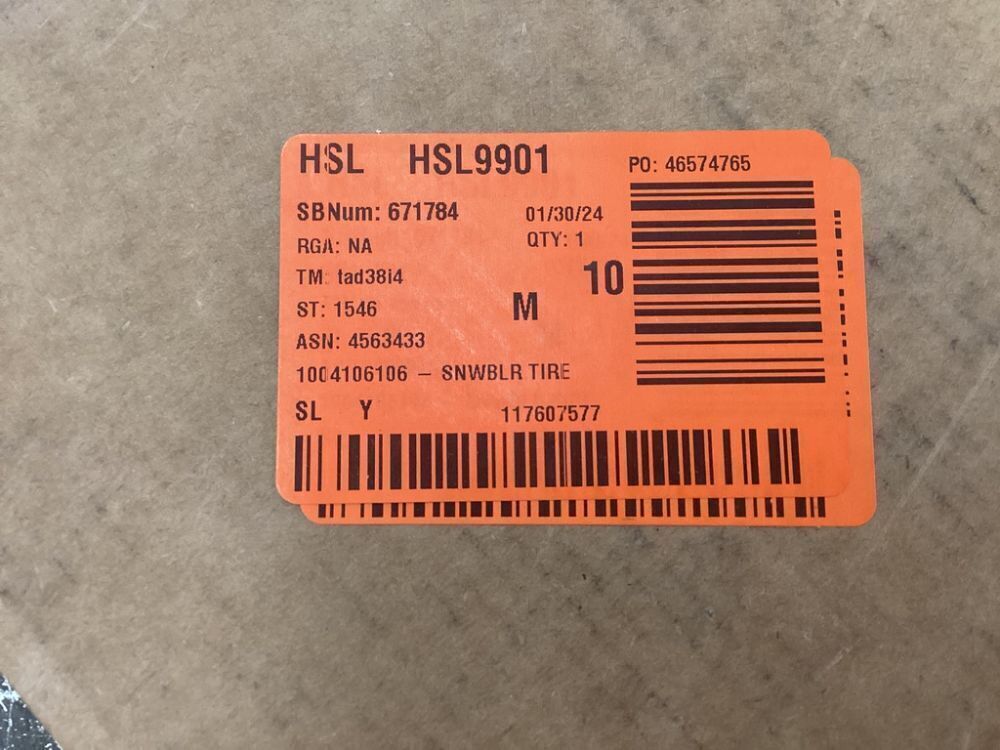 HSL HSL9901 PO: 46574765
SBNum: 671784 01/30/24
RGA: NA QTY: 1
TM: tad38i4 10
ST: 1546 M
ASN: 4563433
1004106106 – SNWBLR TIRE
SL Y 117607577